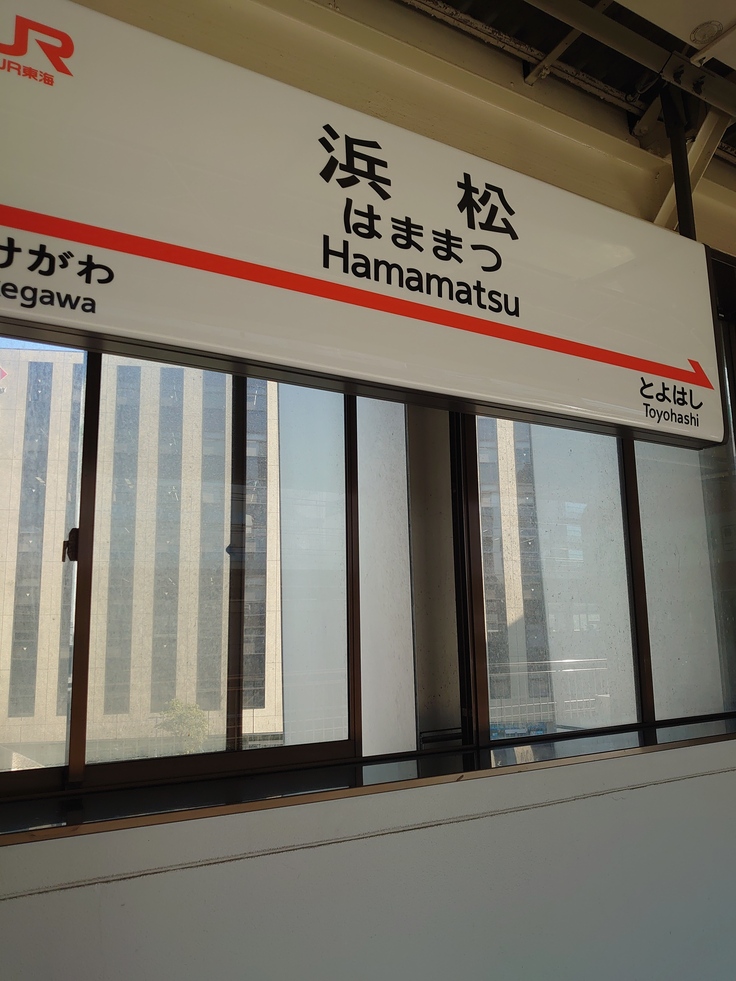 JR
JR東海
浜 松
はままつ
Hamamatsu
けがわ
egawa
とよはし
Toyohashi